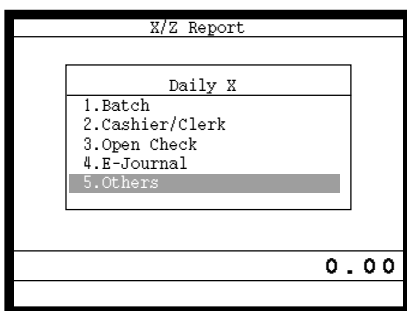 X/Z Report
Daily X
1.Batch
2.Cashier/Clerk
3.Open Check
4.E-Journal
5.Others
0.00